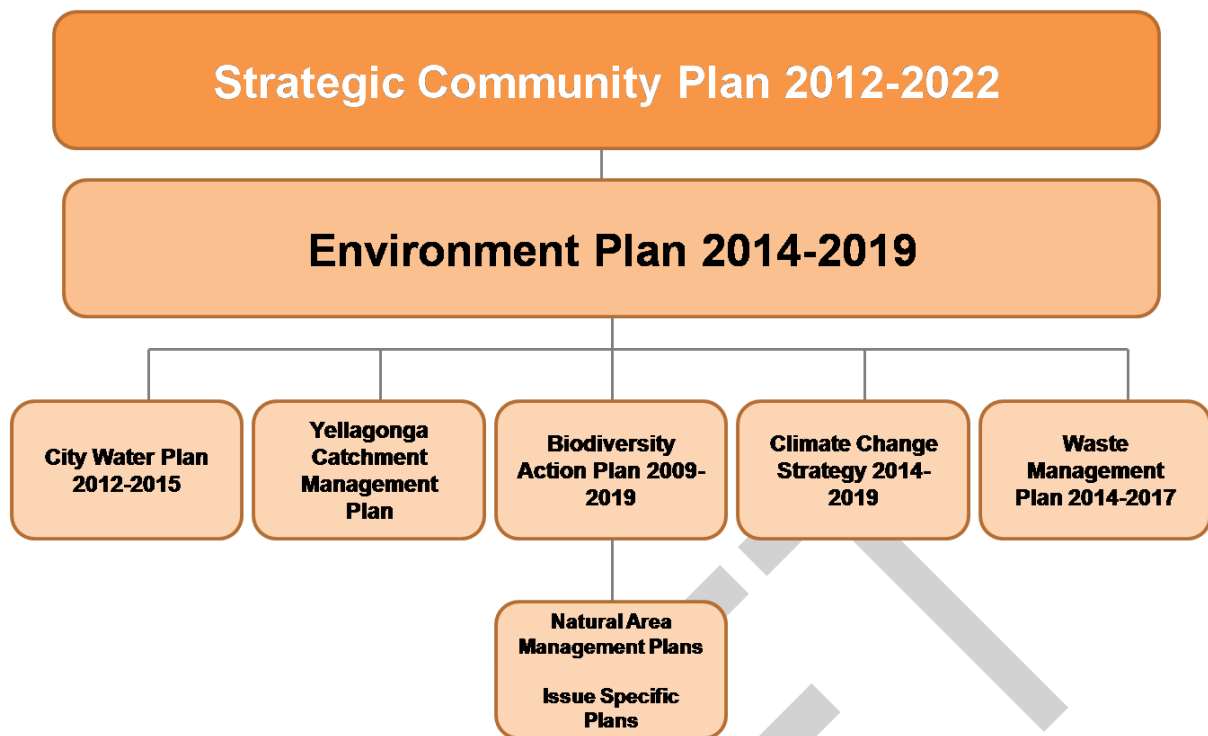 Strategic Community Plan 2012-2022
Environment Plan 2014-2019
City Water Plan
2012-2015
Yellagonga
Catchment
Management
Plan
Biodiversity
Action Plan 2009-
2019
Climate Change
Strategy 2014-
2019
Waste
Management
Plan 2014-2017
Natural Area
Management Plans
Issue Specific
Plans